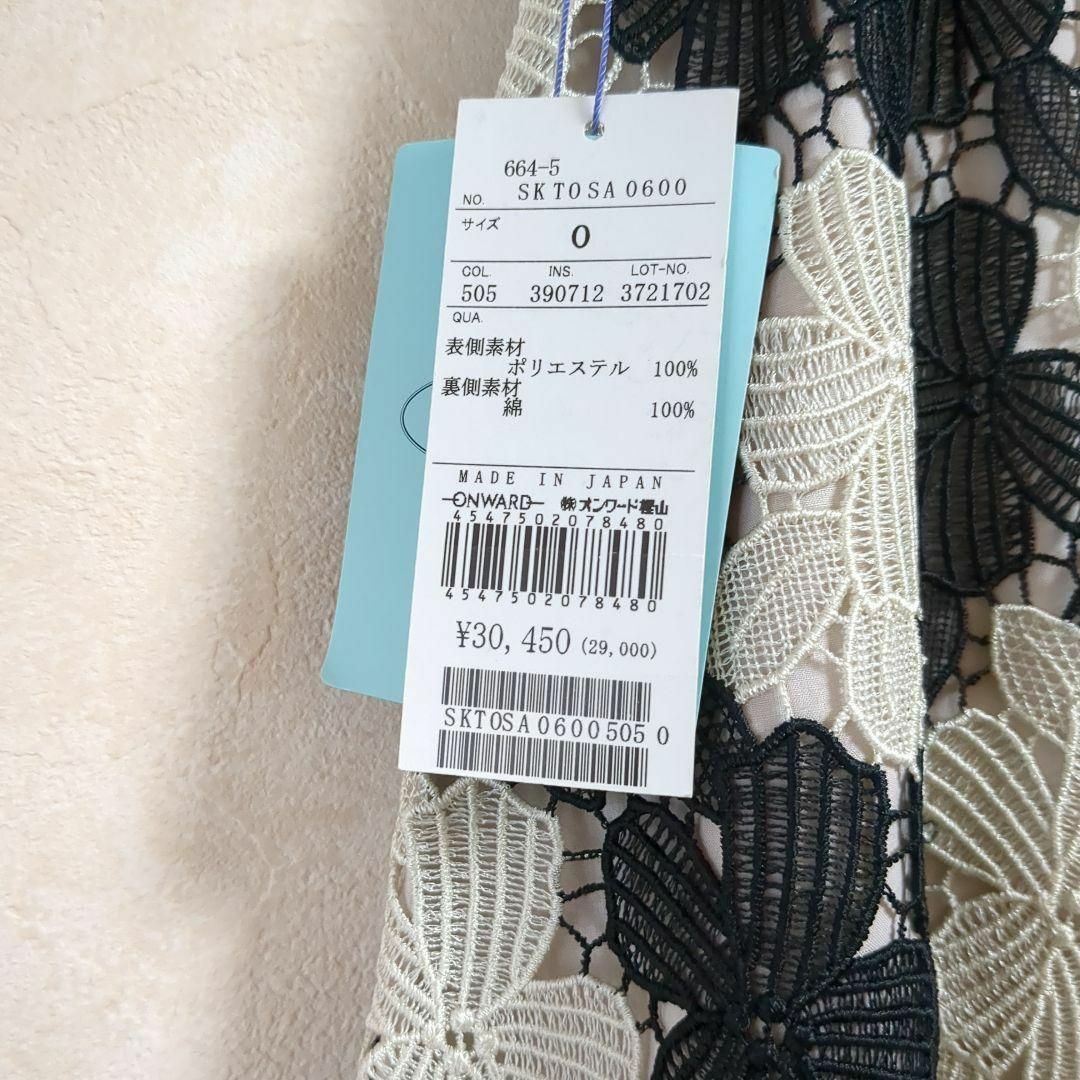 664-5
NO. SKTOSA0600
サイズ 0
COL. INS. LOT-NO.
505 390712 3721702
QUA.
表側素材
ポリエステル 100%
裏側素材
綿 100%
MADE IN JAPAN
ONWARD ㈱オンワード樫山
4547502078480
4547502078480
¥30,450 (29,000)
SKTOSA0600505 0